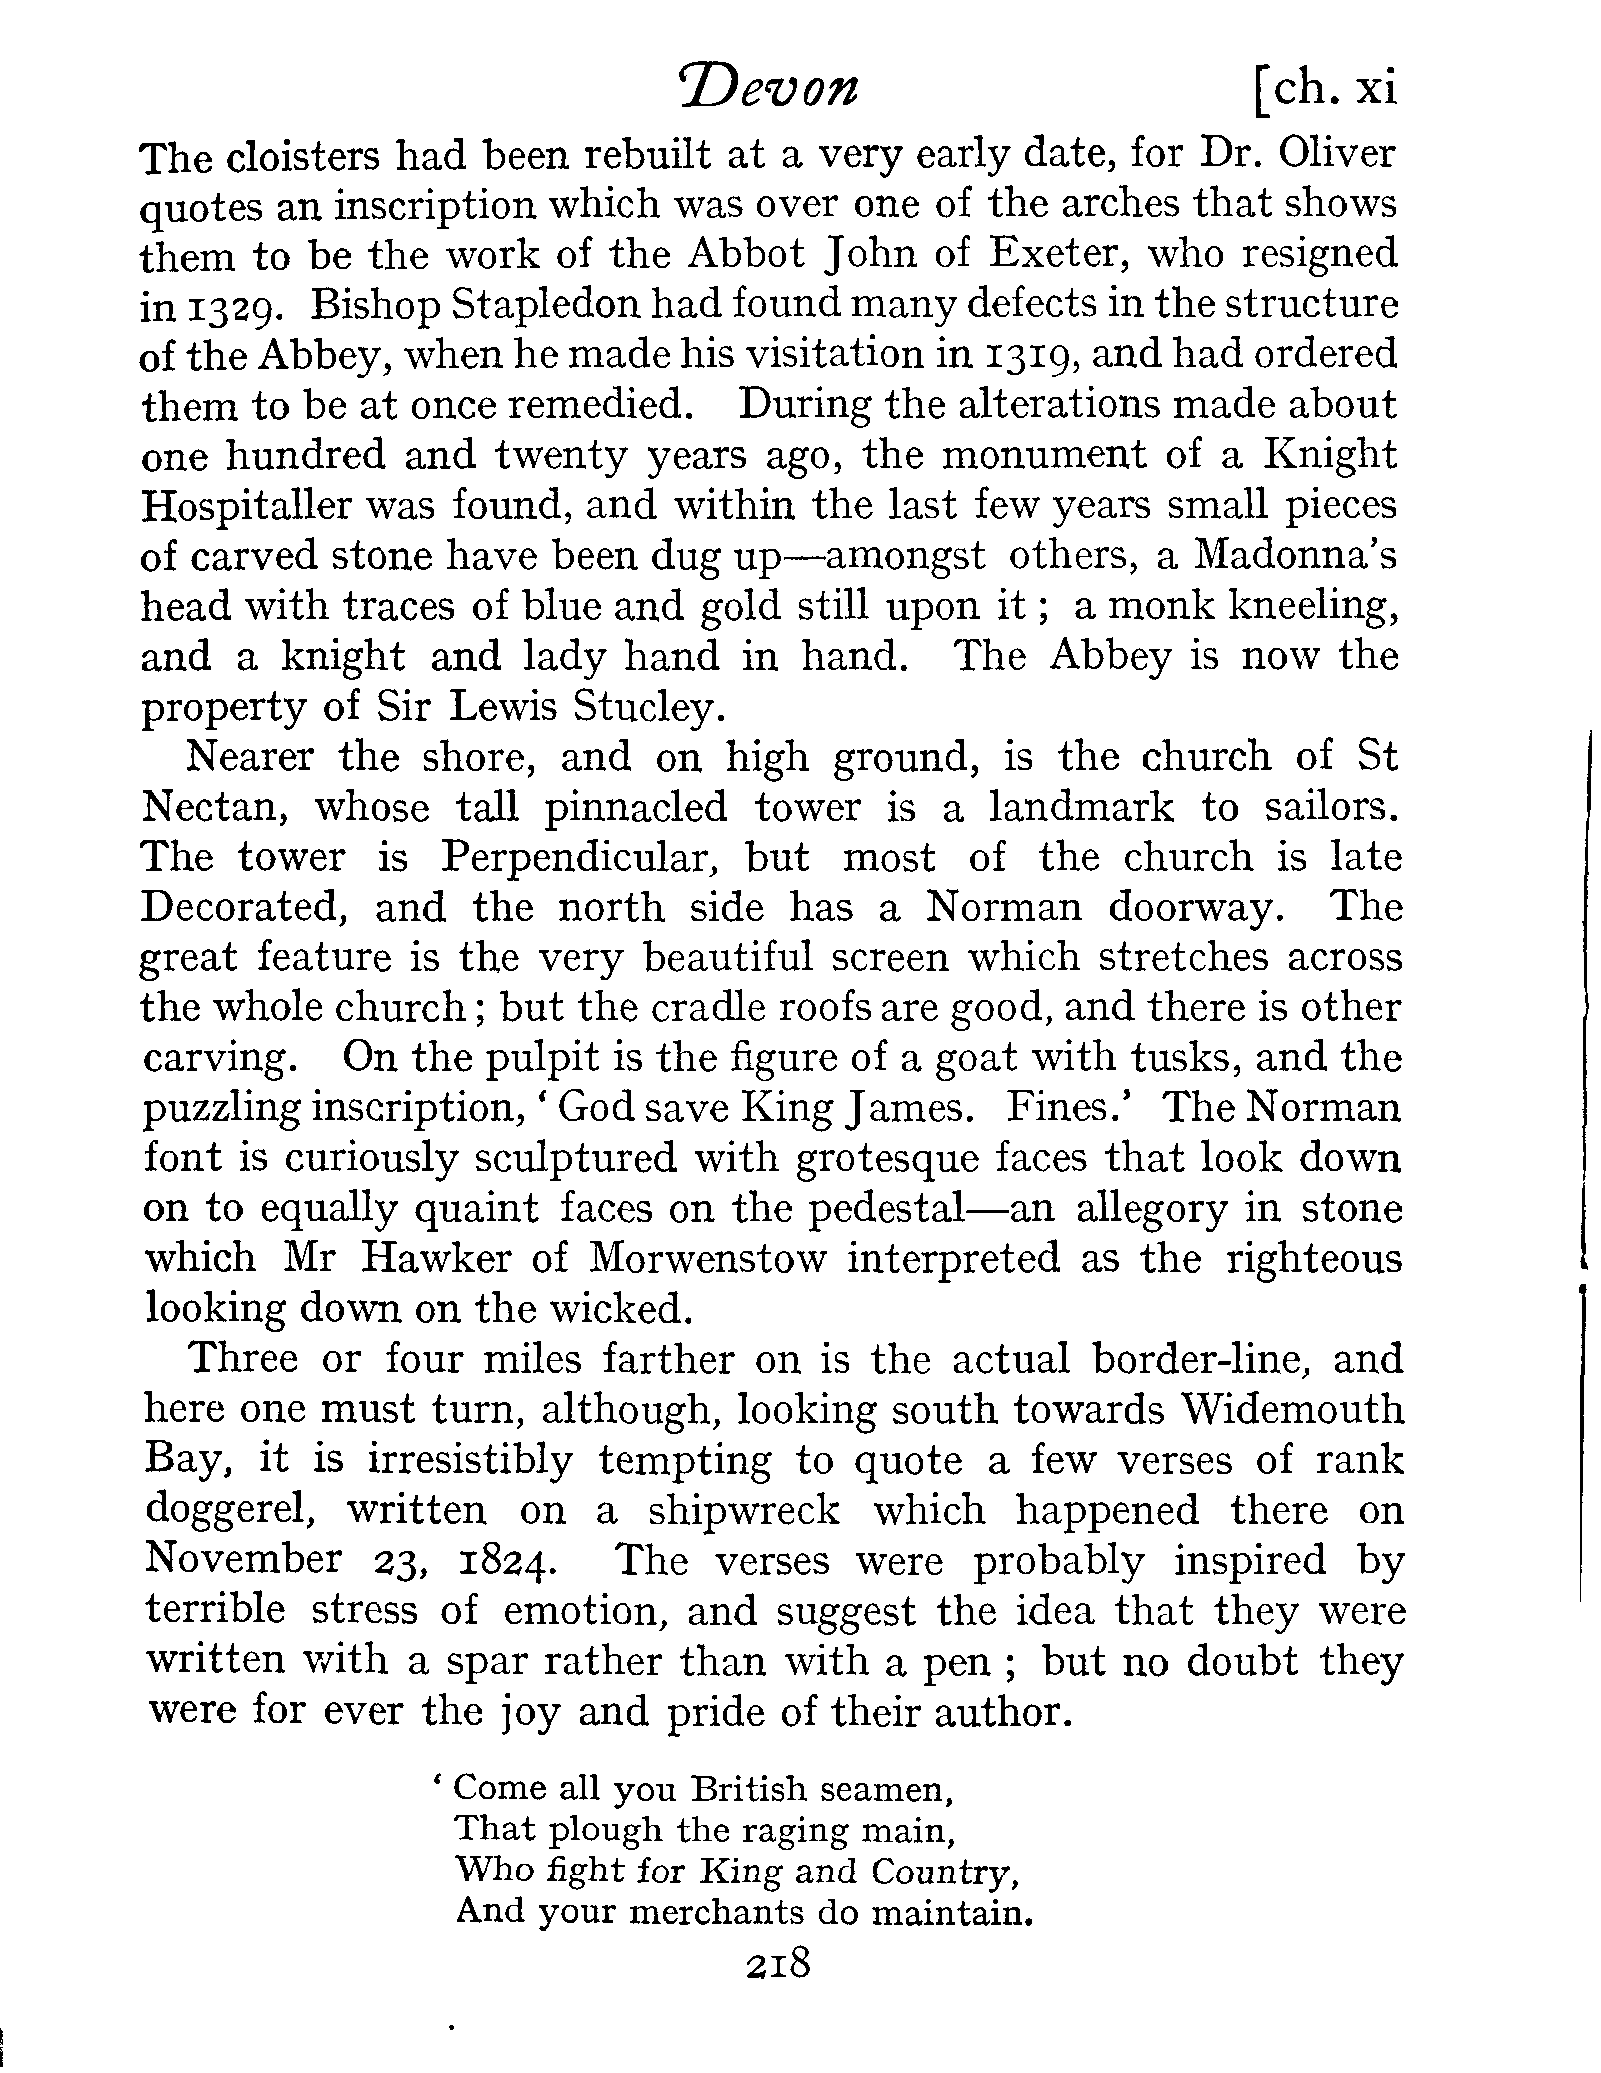 Devon [ch. xi
The cloisters had been rebuilt at a very early date, for Dr. Oliver
quotes an inscription which was over one of the arches that shows
them to be the work of the Abbot John of Exeter, who resigned
in 1329. Bishop Stapledon had found many defects in the structure
of the Abbey, when he made his visitation in 1319, and had ordered
them to be at once remedied. During the alterations made about
one hundred and twenty years ago, the monument of a Knight
Hospitaller was found, and within the last few years small pieces
of carved stone have been dug up—amongst others, a Madonna's
head with traces of blue and gold still upon it ; a monk kneeling,
and a knight and lady hand in hand. The Abbey is now the
property of Sir Lewis Stucley.
Nearer the shore, and on high ground, is the church of St
Nectan, whose tall pinnacled tower is a landmark to sailors.
The tower is Perpendicular, but most of the church is late
Decorated, and the north side has a Norman doorway. The
great feature is the very beautiful screen which stretches across
the whole church ; but the cradle roofs are good, and there is other
carving. On the pulpit is the figure of a goat with tusks, and the
puzzling inscription, ‘ God save King James. Fines.’ The Norman
font is curiously sculptured with grotesque faces that look down
on to equally quaint faces on the pedestal—an allegory in stone
which Mr Hawker of Morwenstow interpreted as the righteous
looking down on the wicked.
Three or four miles farther on is the actual border-line, and
here one must turn, although, looking south towards Widemouth
Bay, it is irresistibly tempting to quote a few verses of rank
doggerel, written on a shipwreck which happened there on
November 23, 1824. The verses were probably inspired by
terrible stress of emotion, and suggest the idea that they were
written with a spar rather than with a pen ; but no doubt they
were for ever the joy and pride of their author.
‘ Come all you British seamen,
That plough the raging main,
Who fight for King and Country,
And your merchants do maintain.
218